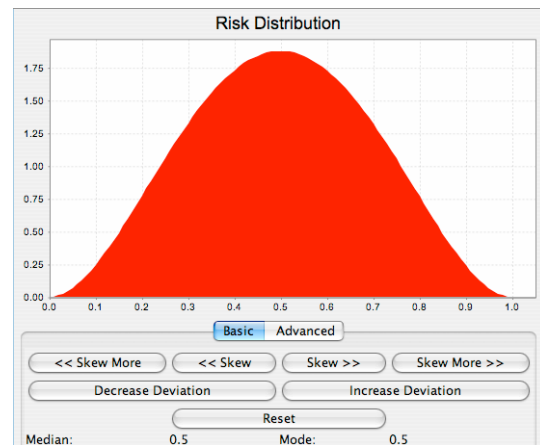 Risk Distribution
1.75
1.50
1.25
1.00
0.75
0.50
0.25
0.00
0.0 0.1 0.2 0.3 0.4 0.5 0.6 0.7 0.8 0.9 1.0
Basic Advanced
<< Skew More << Skew Skew >> Skew More >>
Decrease Deviation Increase Deviation
Reset
Median: 0.5 Mode: 0.5